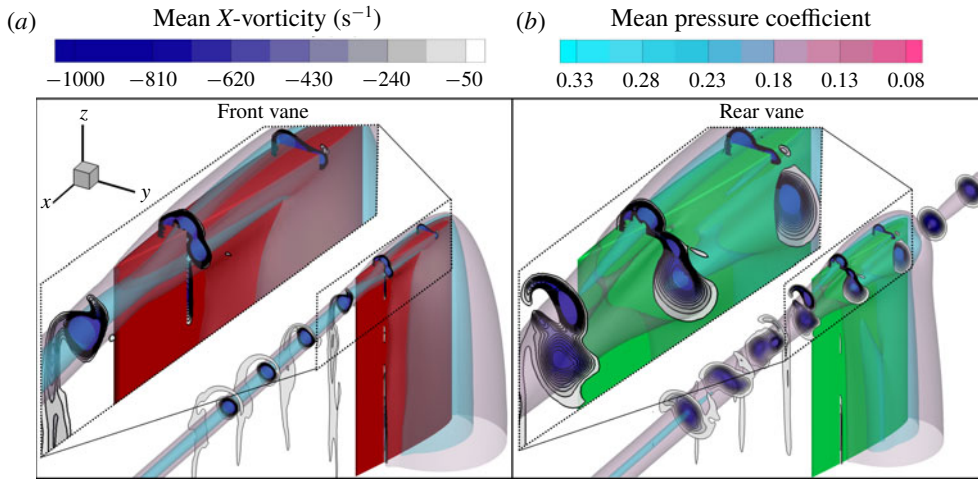 (a) Mean X-vorticity (s⁻¹)
−1000 −810 −620 −430 −240 −50
Front vane
z
x y
(b) Mean pressure coefficient
0.33 0.28 0.23 0.18 0.13 0.08
Rear vane